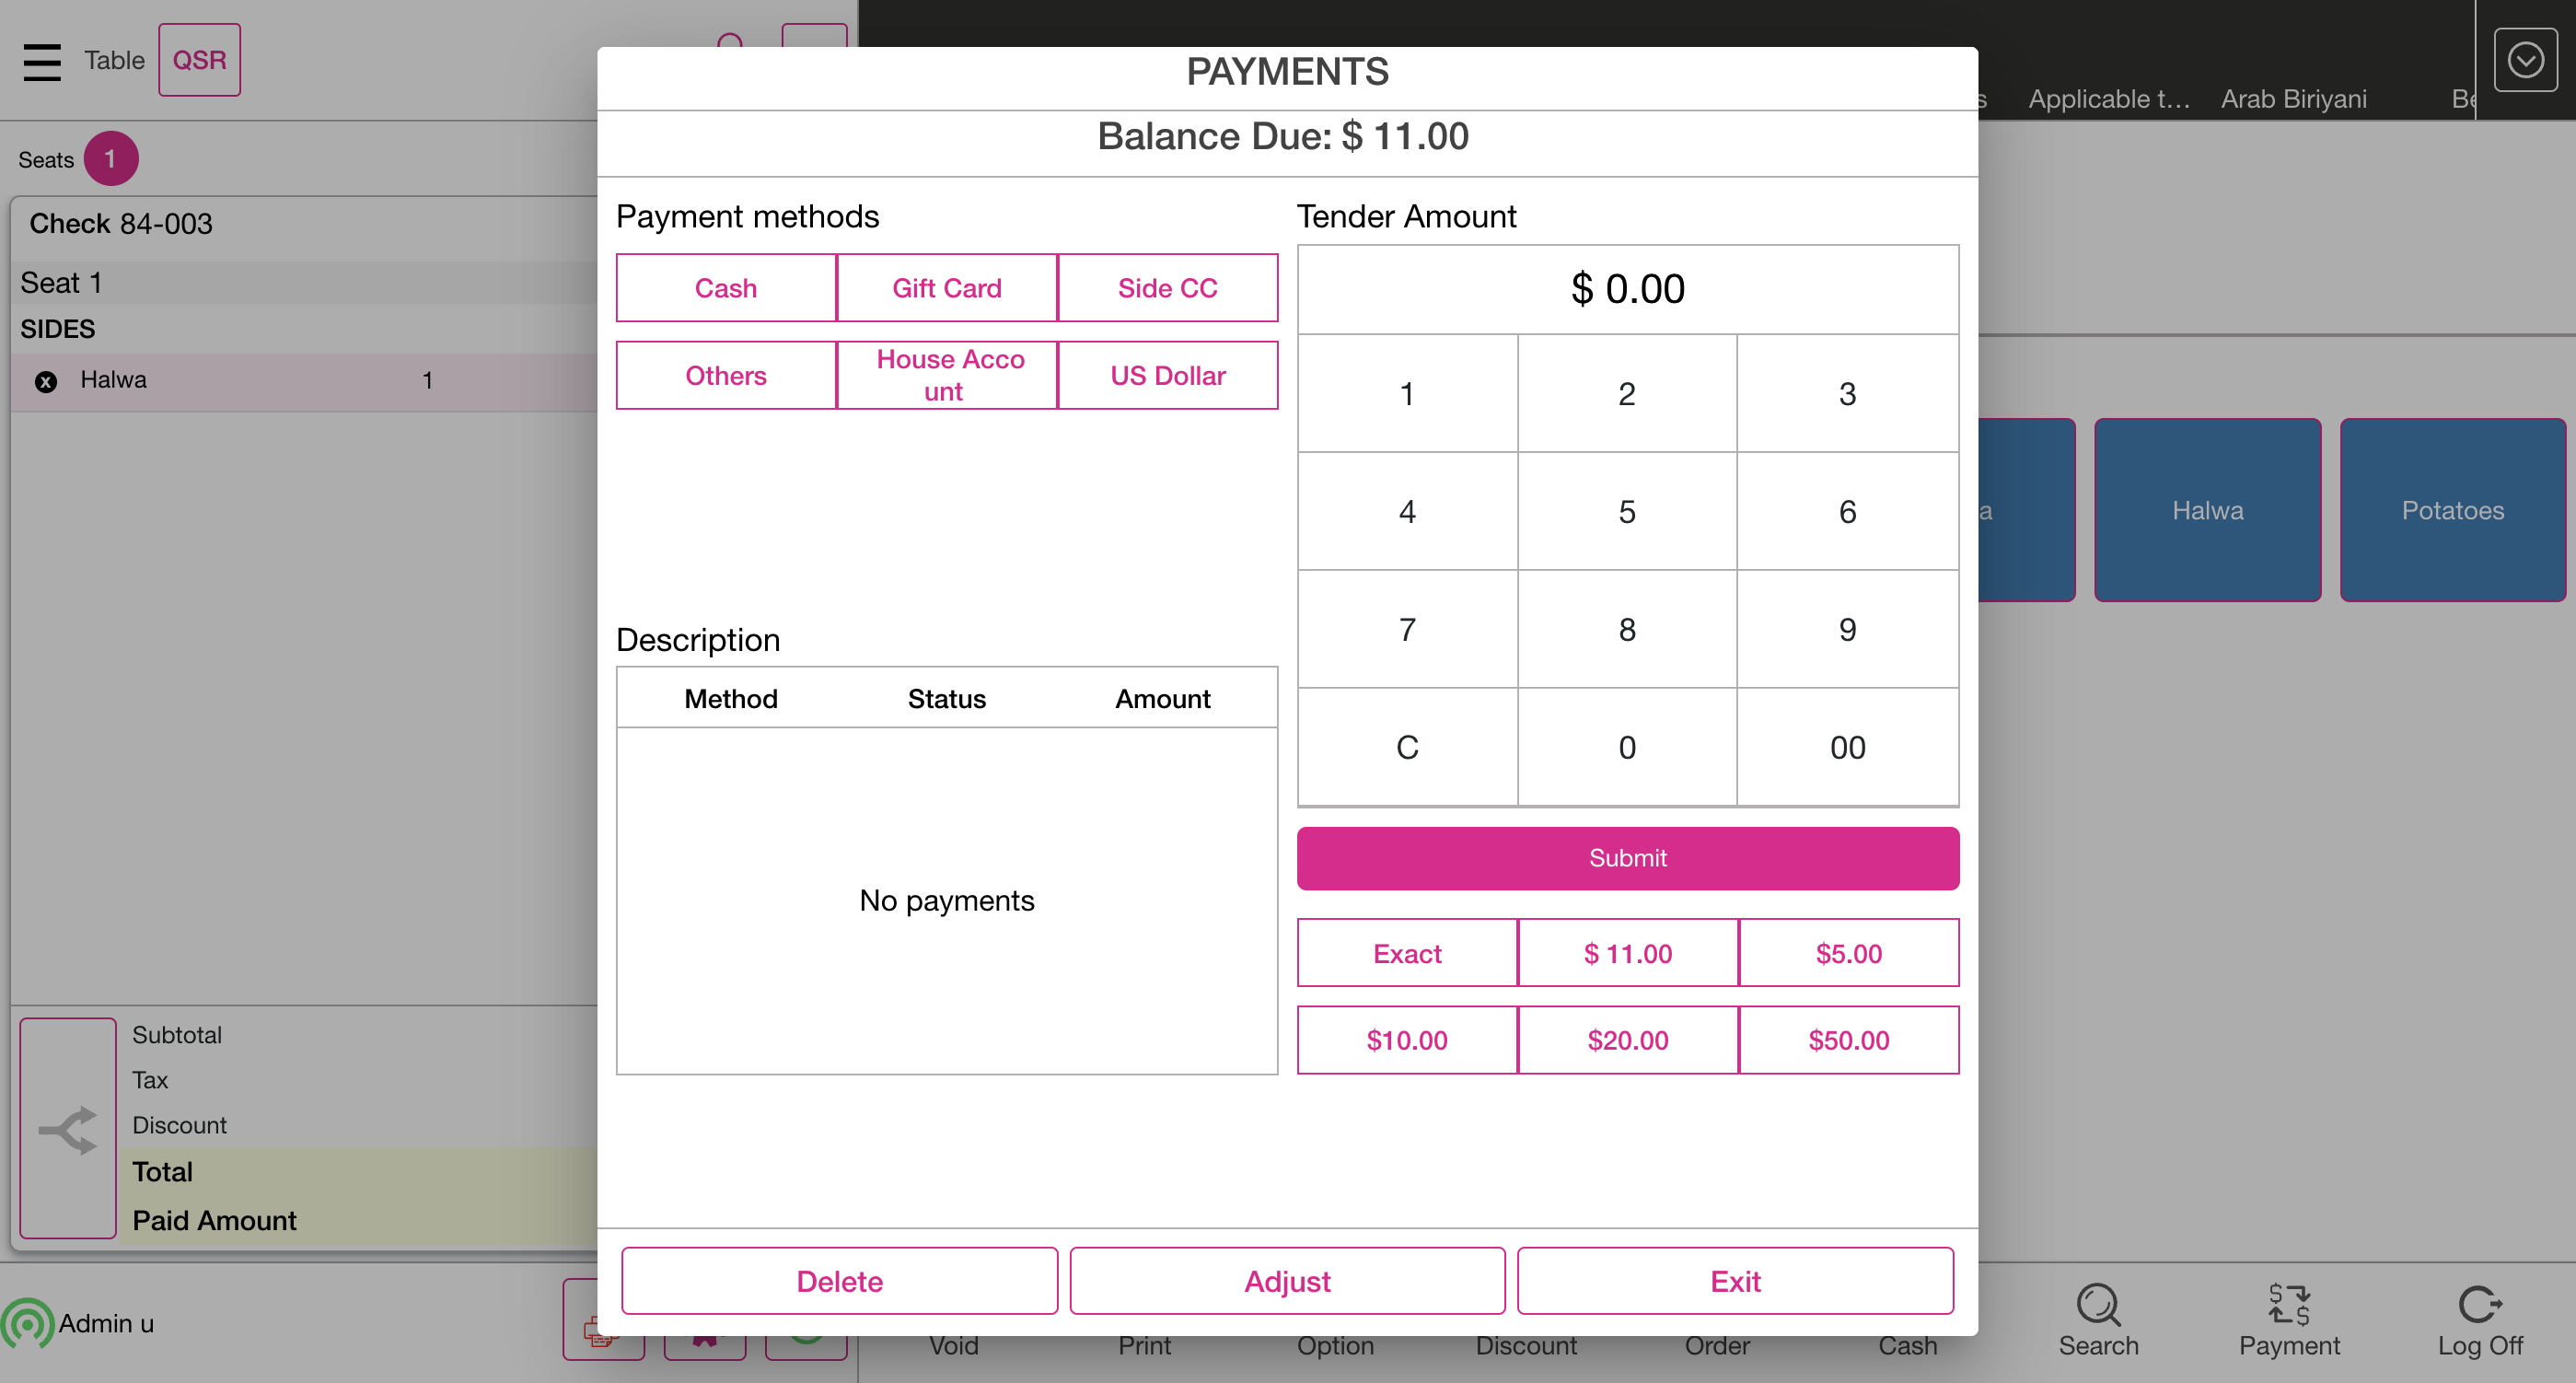 Table QSR
Seats 1
Check 84-003
Seat 1
SIDES
Halwa 1
Subtotal
Tax
Discount
Total
Paid Amount
Admin u
PAYMENTS
Balance Due: $ 11.00
Payment methods
Cash Gift Card Side CC
Others House Acco
unt US Dollar
Description
Method Status Amount
No payments
Tender Amount
$ 0.00
1 2 3
4 5 6
7 8 9
C 0 00
Submit
Exact $ 11.00 $5.00
$10.00 $20.00 $50.00
Delete Adjust Exit
Applicable t... Arab Biriyani
Halwa Potatoes
Void Print Option Discount Order Cash Search Payment Log Off